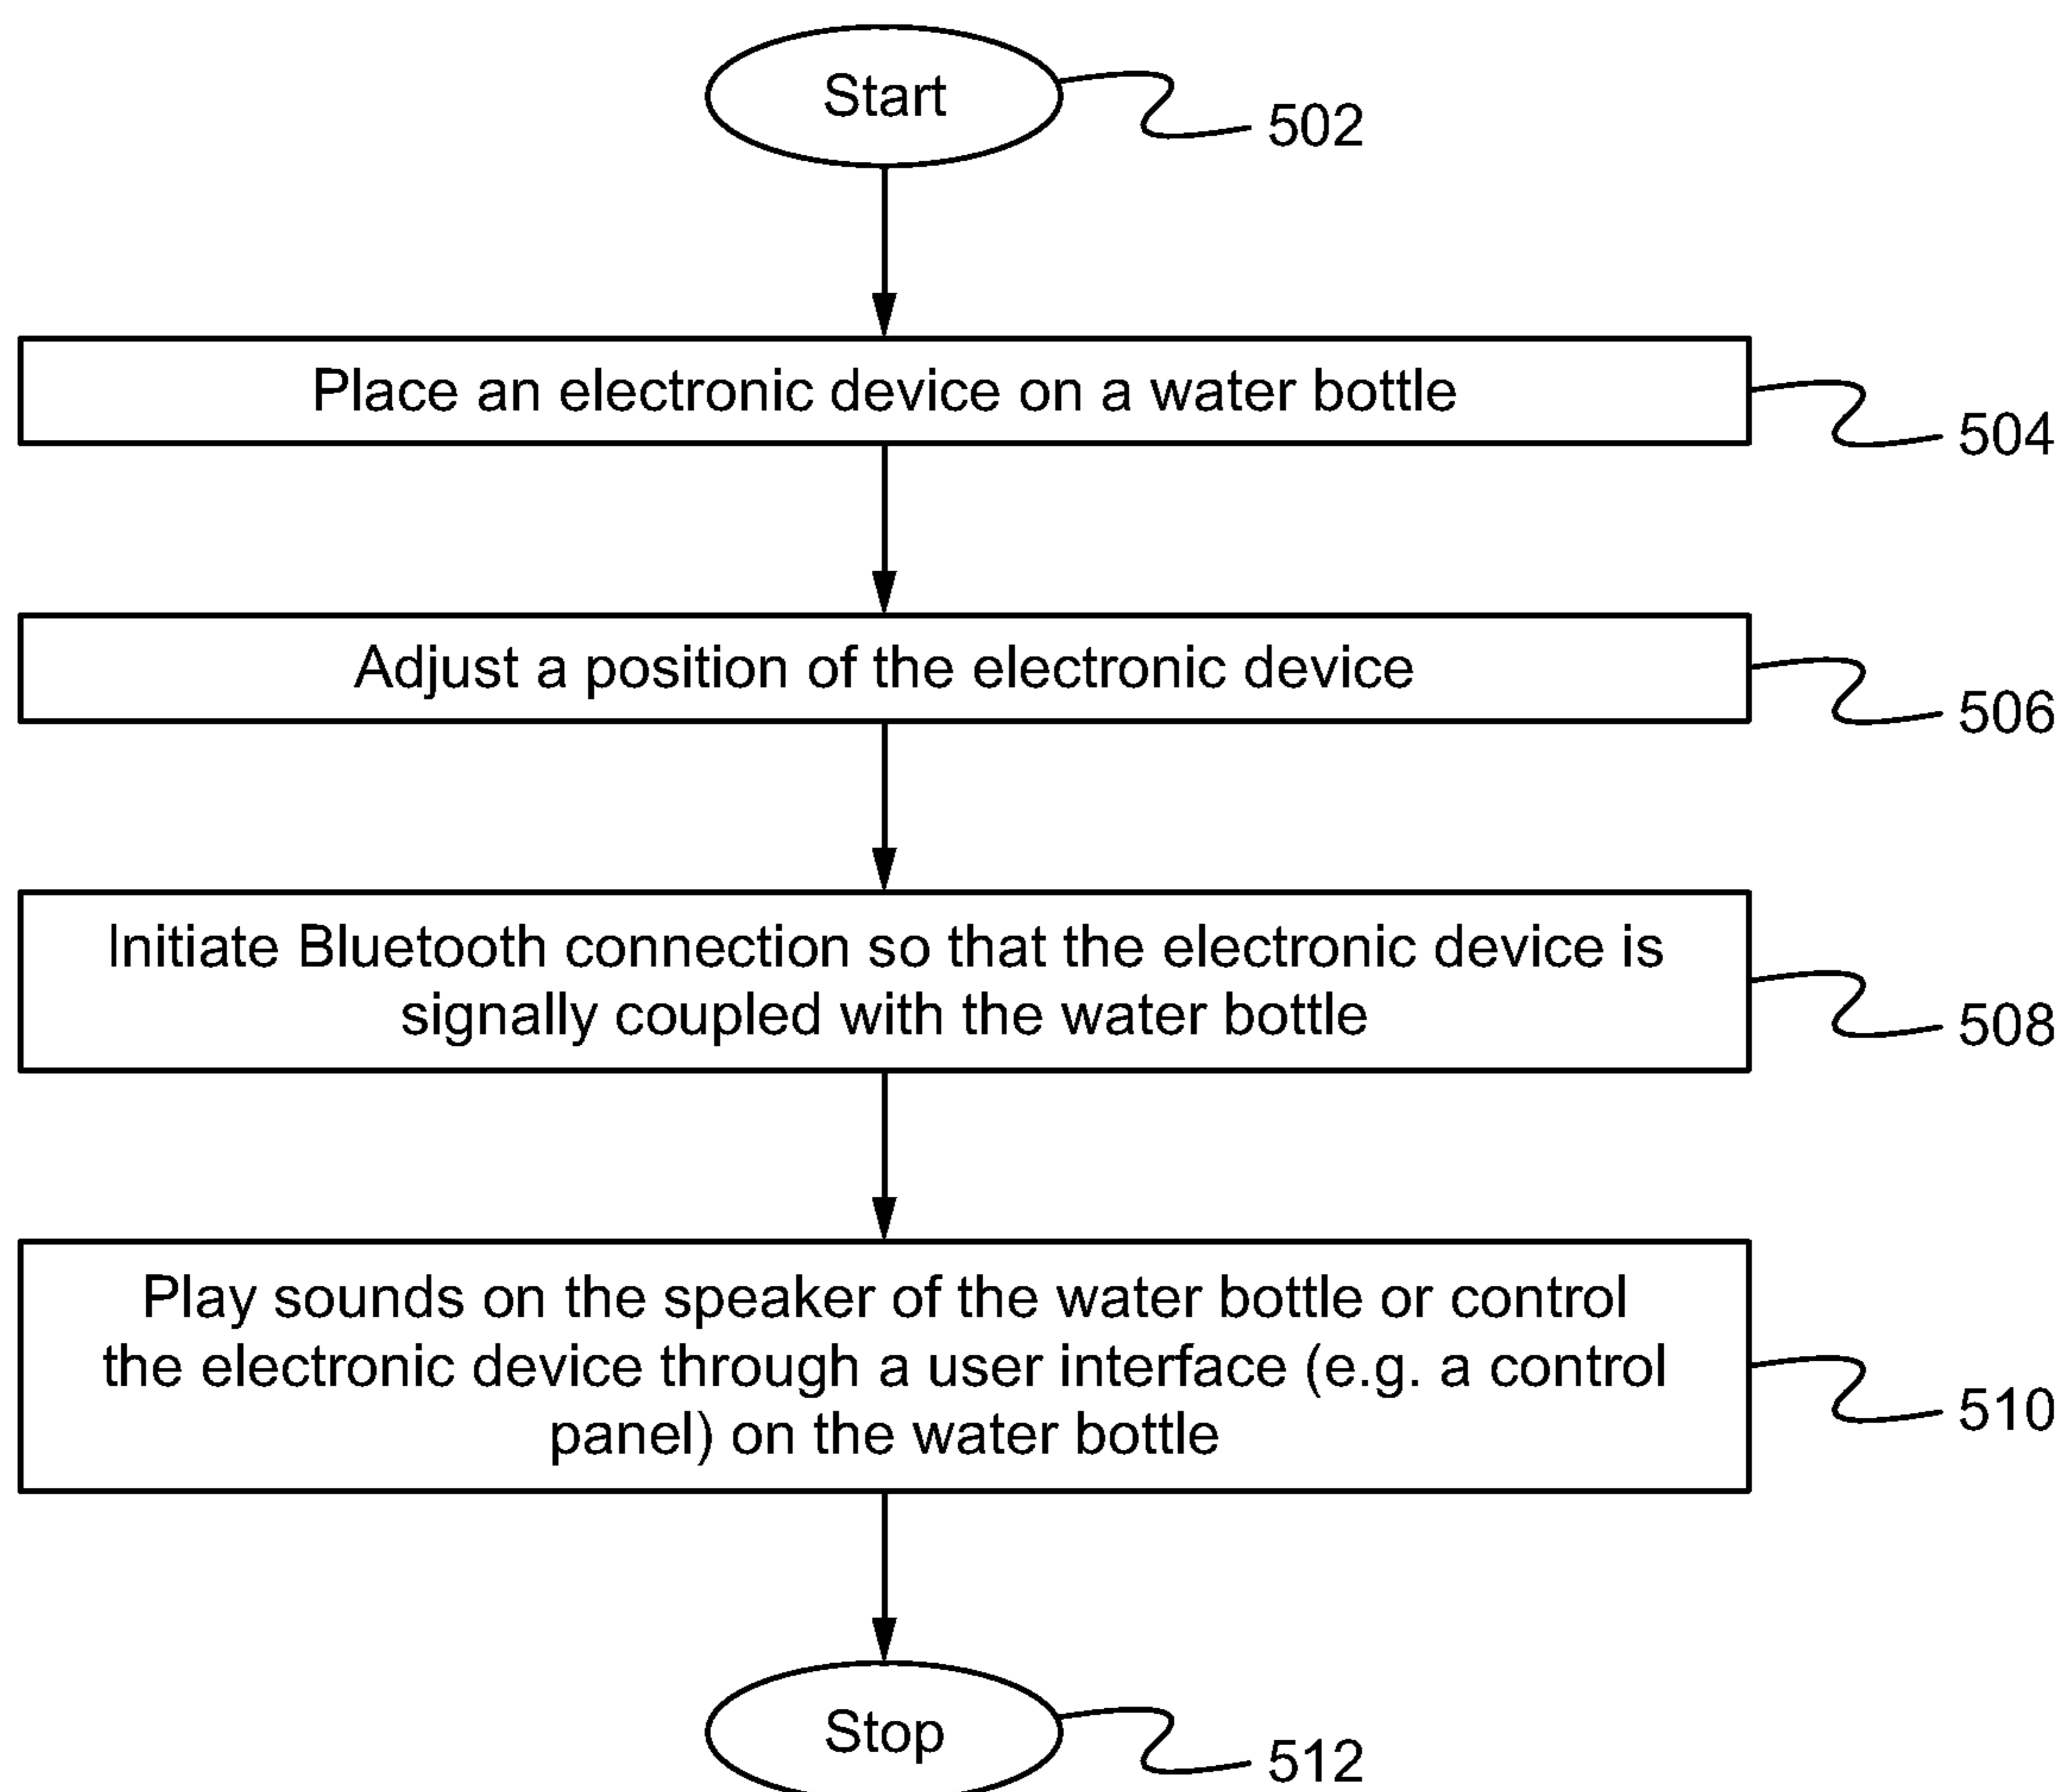 Start
502
Place an electronic device on a water bottle
504
Adjust a position of the electronic device
506
Initiate Bluetooth connection so that the electronic device is
signally coupled with the water bottle
508
Play sounds on the speaker of the water bottle or control
the electronic device through a user interface (e.g. a control
panel) on the water bottle
510
Stop
512